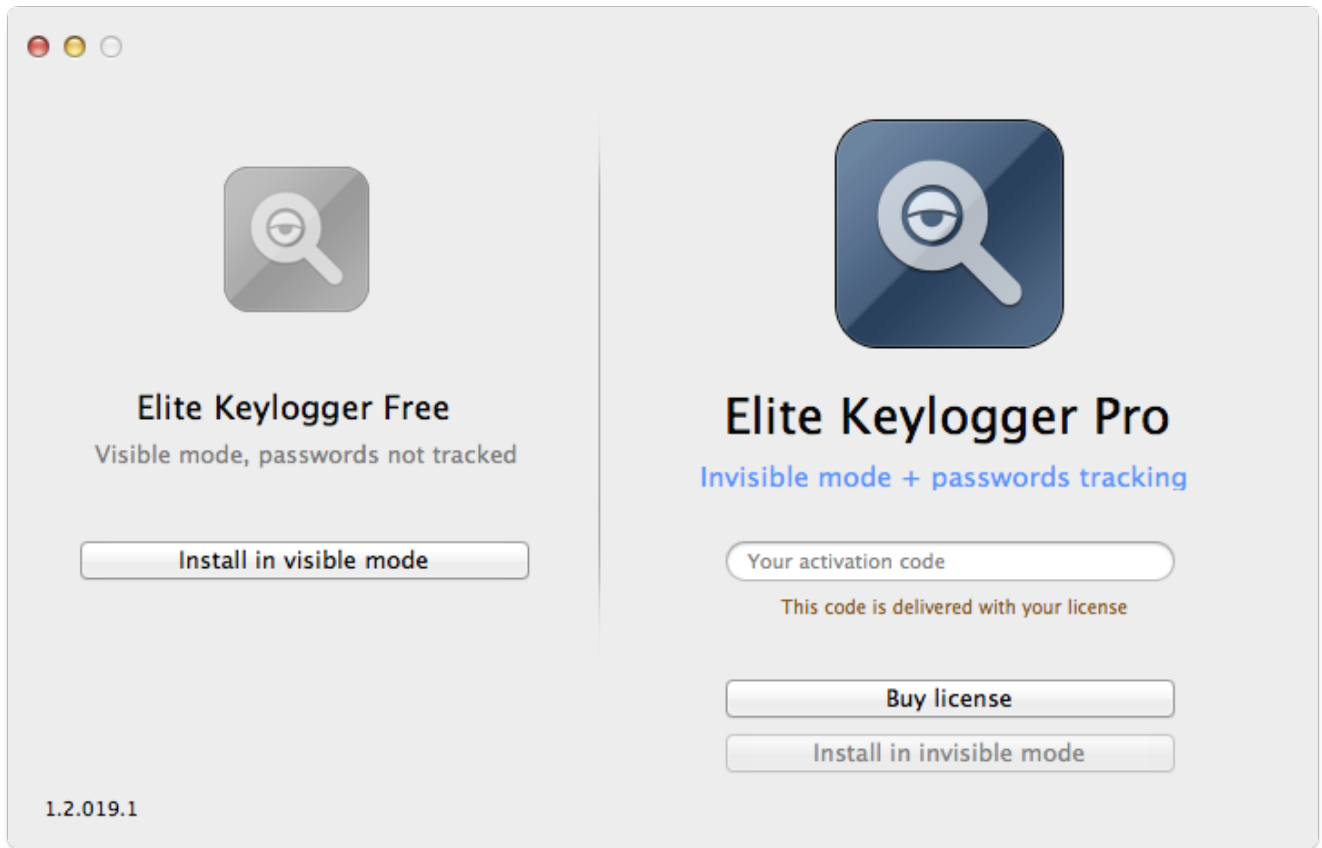 Elite Keylogger Free
Visible mode, passwords not tracked
Install in visible mode
Elite Keylogger Pro
Invisible mode + passwords tracking
Your activation code
This code is delivered with your license
Buy license
Install in invisible mode
1.2.019.1